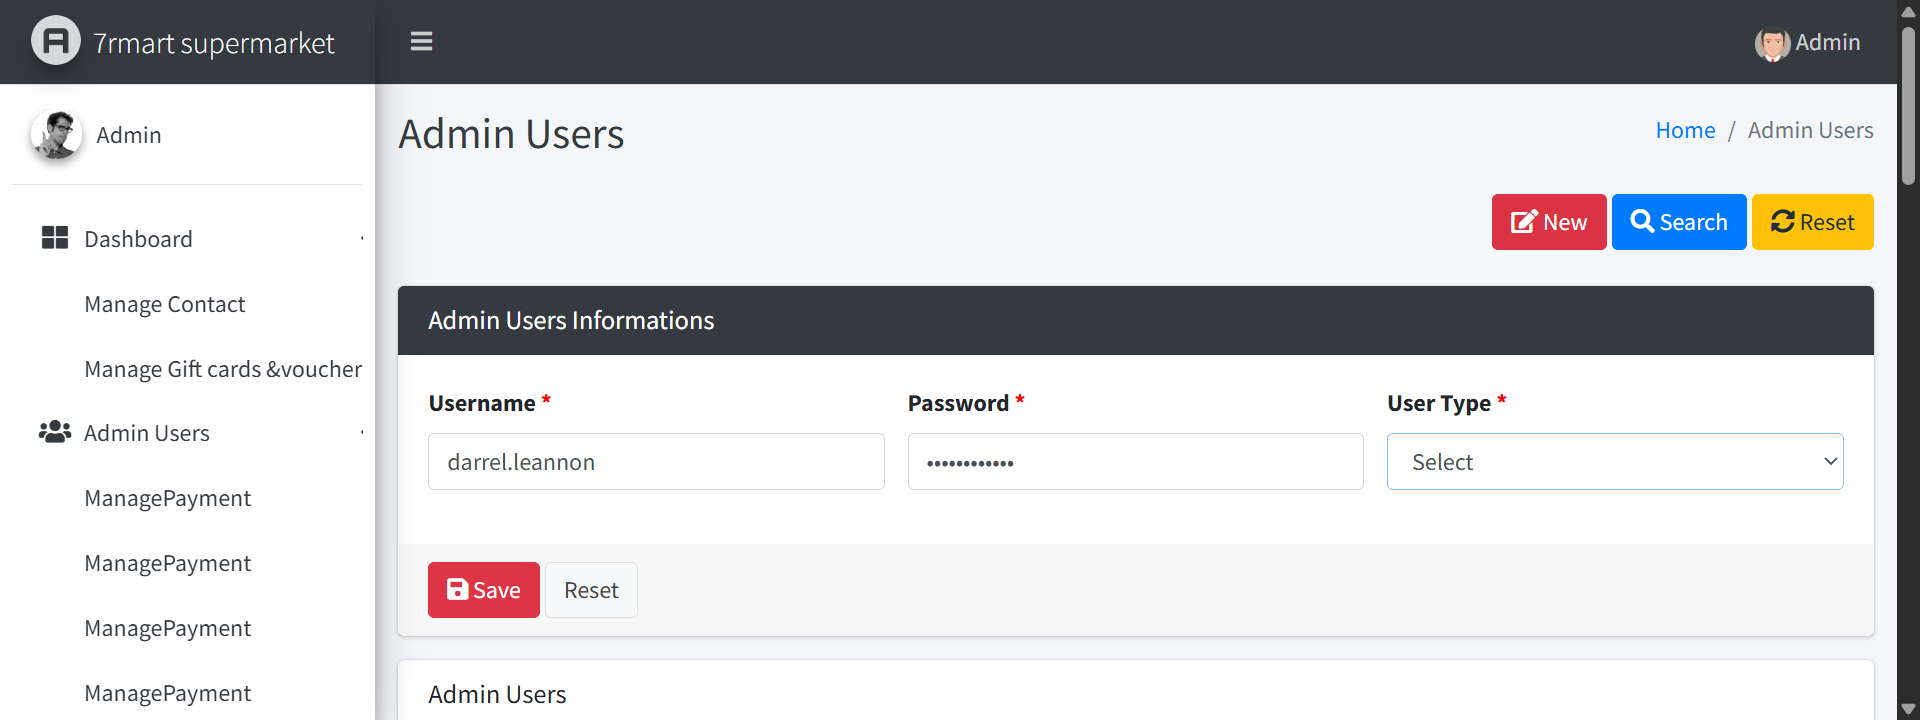 7rmart supermarket
Admin
Admin
Dashboard
Manage Contact
Manage Gift cards &voucher
Admin Users
ManagePayment
ManagePayment
ManagePayment
ManagePayment
Admin Users
Home / Admin Users
New Search Reset
Admin Users Informations
Username * Password * User Type *
darrel.leannon •••••••••••• Select
Save Reset
Admin Users